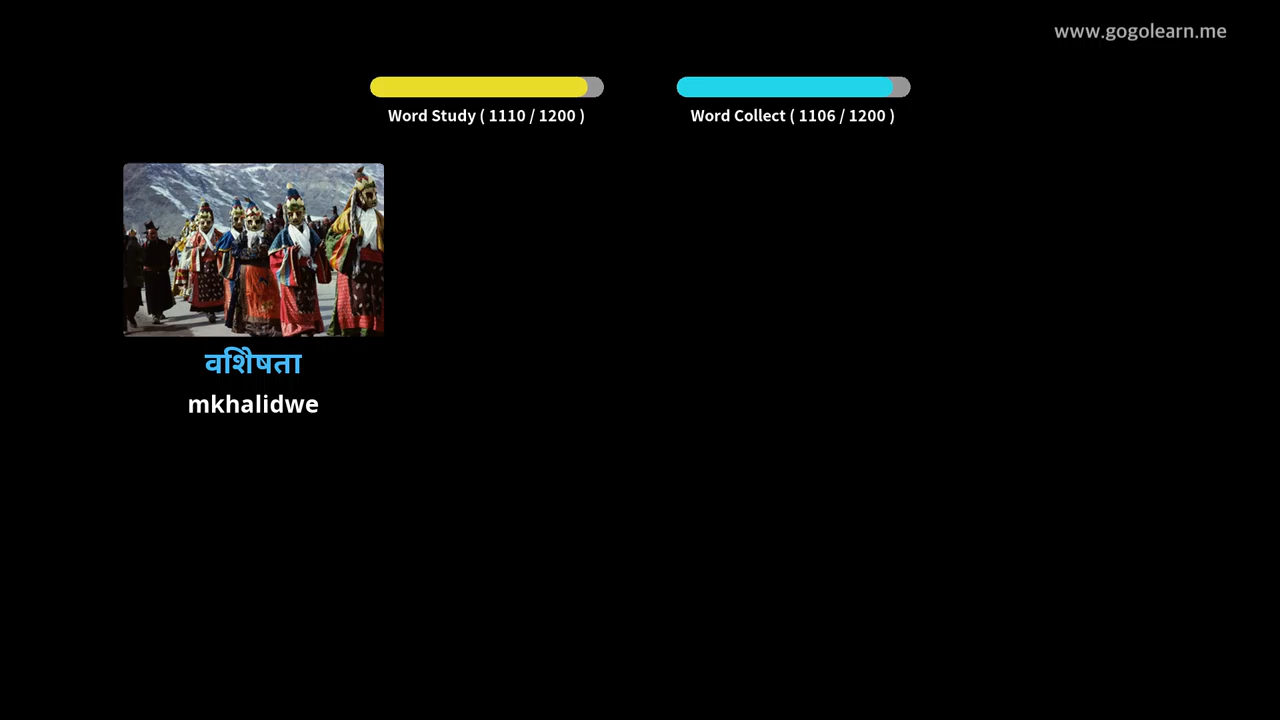 www.gogolearn.me
Word Study ( 1110 / 1200 )
Word Collect ( 1106 / 1200 )
वशिेषता
mkhalidwe